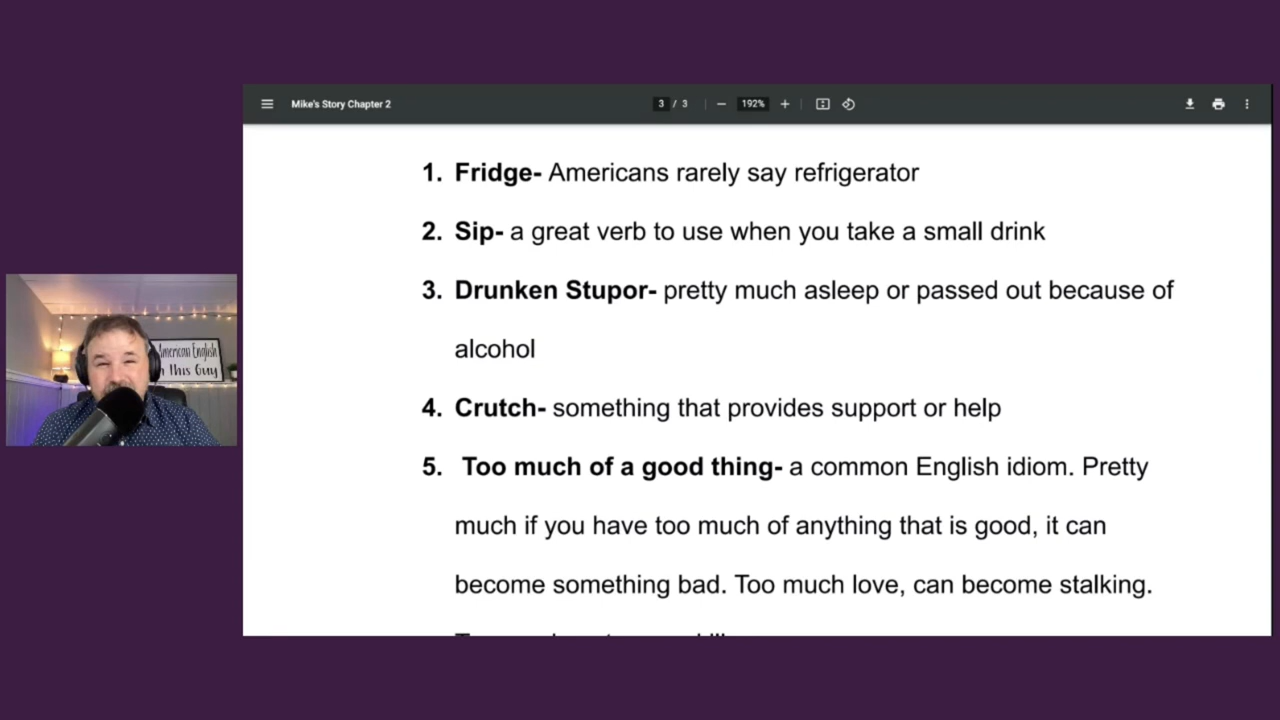 Mike's Story Chapter 2
3 / 3
192%
1. Fridge- Americans rarely say refrigerator
2. Sip- a great verb to use when you take a small drink
3. Drunken Stupor- pretty much asleep or passed out because of
alcohol
4. Crutch- something that provides support or help
5. Too much of a good thing- a common English idiom. Pretty
much if you have too much of anything that is good, it can
become something bad. Too much love, can become stalking.
American English
this Guy